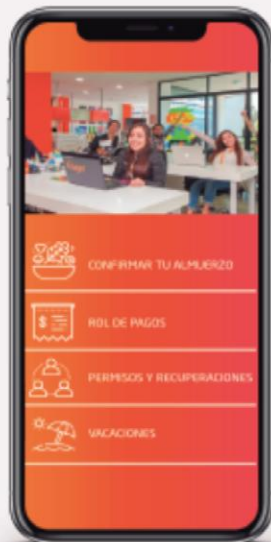 CONFIRMAR TU ALMUERZO
$
ROL DE PAGOS
PERMISOS Y RECUPERACIONES
VACACIONES